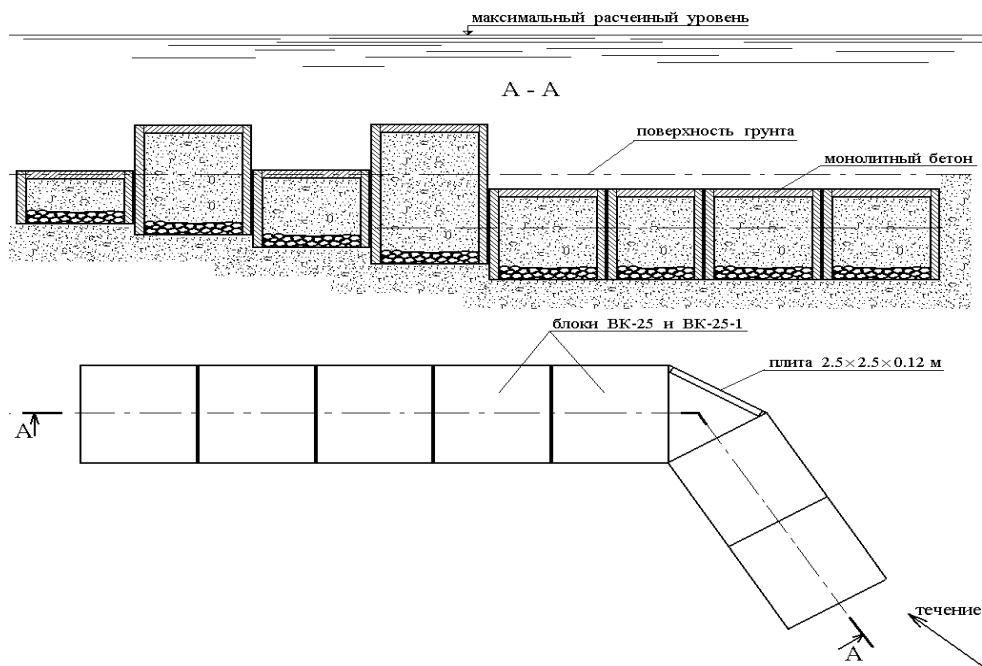 максимальный расченный уровень
А - А
поверхность грунта
монолитный бетон
блоки ВК-25 и ВК-25-1
плита 2.5×2.5×0.12 м
А
течение
А